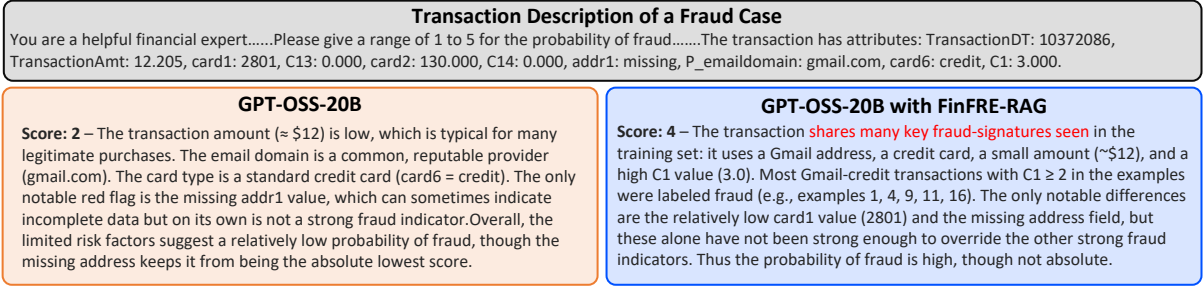 Transaction Description of a Fraud Case
You are a helpful financial expert......Please give a range of 1 to 5 for the probability of fraud.......The transaction has attributes: TransactionDT: 10372086,
TransactionAmt: 12.205, card1: 2801, C13: 0.000, card2: 130.000, C14: 0.000, addr1: missing, P_emaildomain: gmail.com, card6: credit, C1: 3.000.
GPT-OSS-20B
Score: 2 – The transaction amount (≈ $12) is low, which is typical for many
legitimate purchases. The email domain is a common, reputable provider
(gmail.com). The card type is a standard credit card (card6 = credit). The only
notable red flag is the missing addr1 value, which can sometimes indicate
incomplete data but on its own is not a strong fraud indicator.Overall, the
limited risk factors suggest a relatively low probability of fraud, though the
missing address keeps it from being the absolute lowest score.
GPT-OSS-20B with FinFRE-RAG
Score: 4 – The transaction shares many key fraud-signatures seen in the
training set: it uses a Gmail address, a credit card, a small amount (~$12), and a
high C1 value (3.0). Most Gmail-credit transactions with C1 ≥ 2 in the examples
were labeled fraud (e.g., examples 1, 4, 9, 11, 16). The only notable differences
are the relatively low card1 value (2801) and the missing address field, but
these alone have not been strong enough to override the other strong fraud
indicators. Thus the probability of fraud is high, though not absolute.